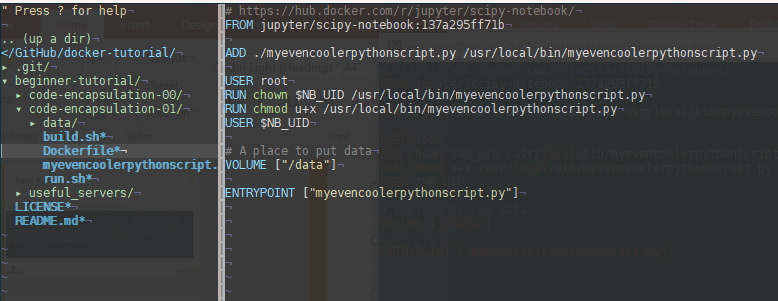 " Press ? for help
.. (up a dir)
</GitHub/docker-tutorial/
▸ .git/
▾ beginner-tutorial/
▸ code-encapsulation-00/
▾ code-encapsulation-01/
▸ data/
build.sh*
Dockerfile*
myevencoolerpythonscript.
run.sh*
▸ useful_servers/
LICENSE*
README.md*
# https://hub.docker.com/r/jupyter/scipy-notebook/
FROM jupyter/scipy-notebook:137a295ff71b
ADD ./myevencoolerpythonscript.py /usr/local/bin/myevencoolerpythonscript.py
USER root
RUN chown $NB_UID /usr/local/bin/myevencoolerpythonscript.py
RUN chmod u+x /usr/local/bin/myevencoolerpythonscript.py
USER $NB_UID
# A place to put data
VOLUME ["/data"]
ENTRYPOINT ["myevencoolerpythonscript.py"]